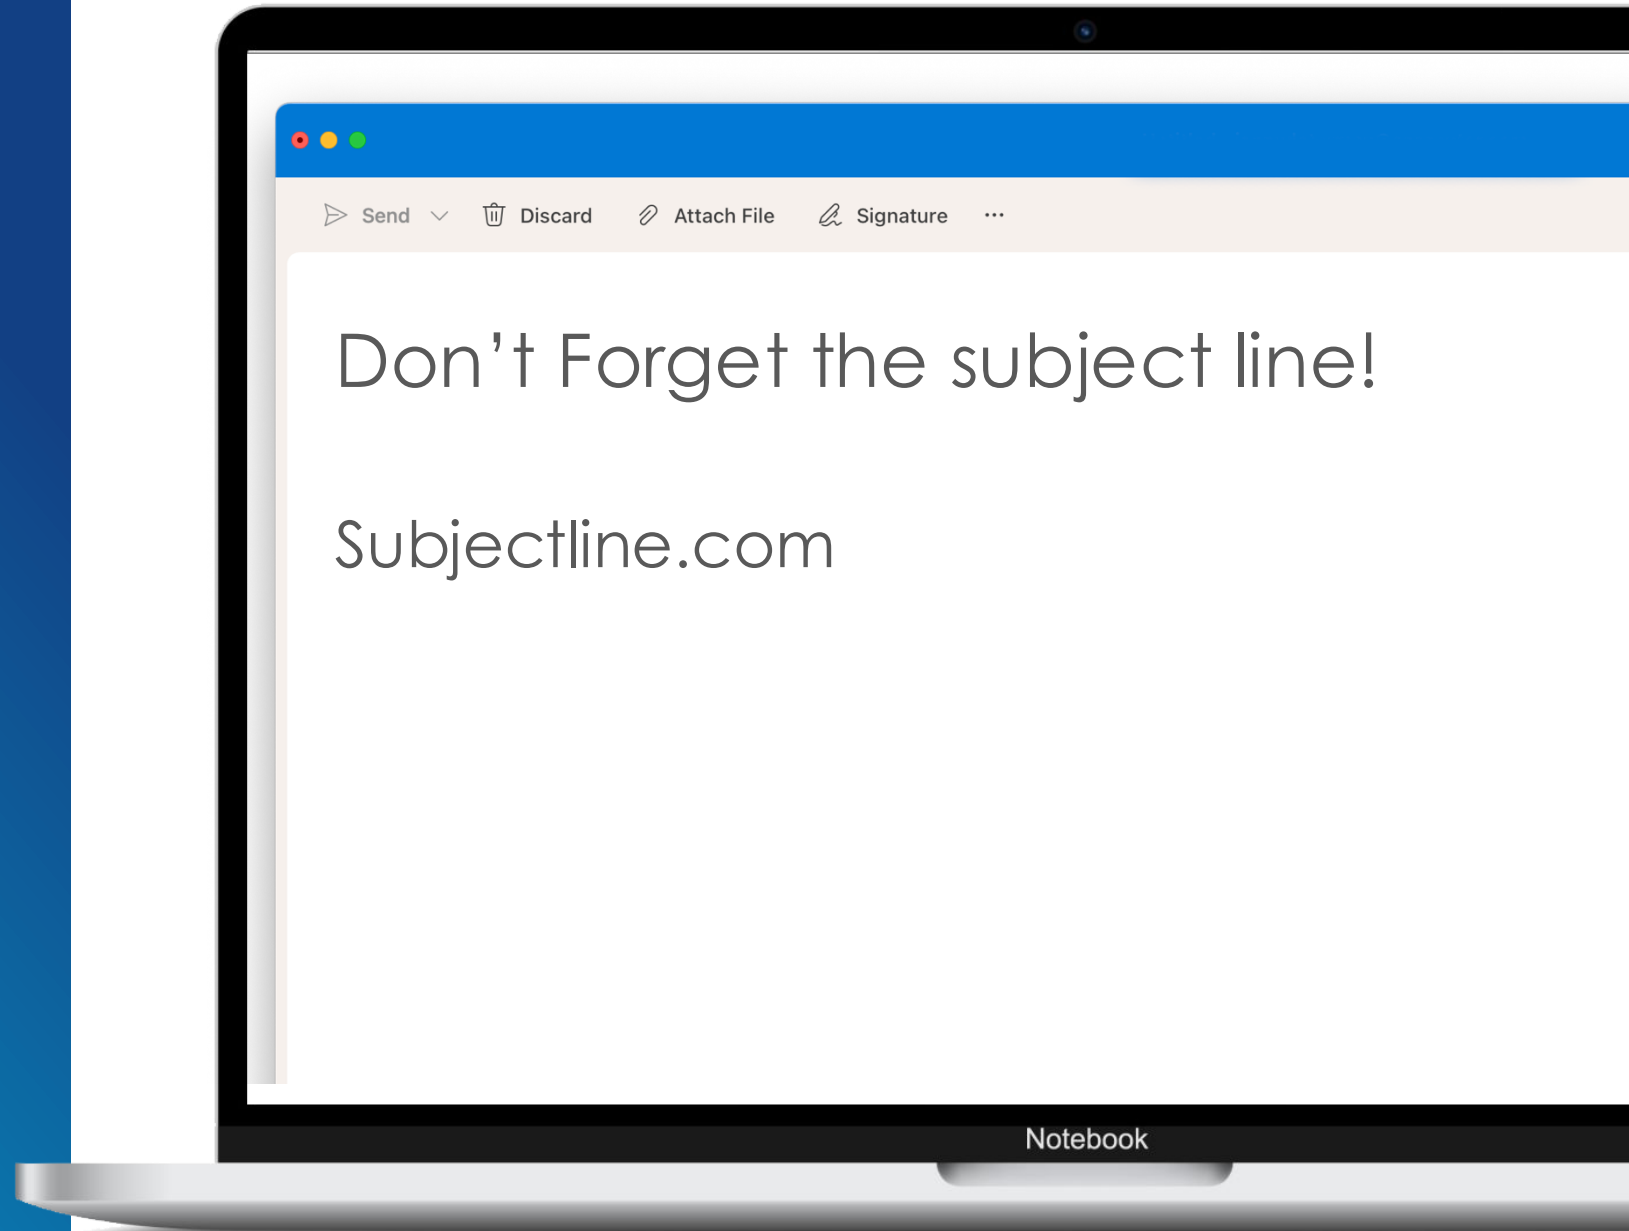 Send Discard Attach File Signature ...
Don't Forget the subject line!
Subjectline.com
Notebook